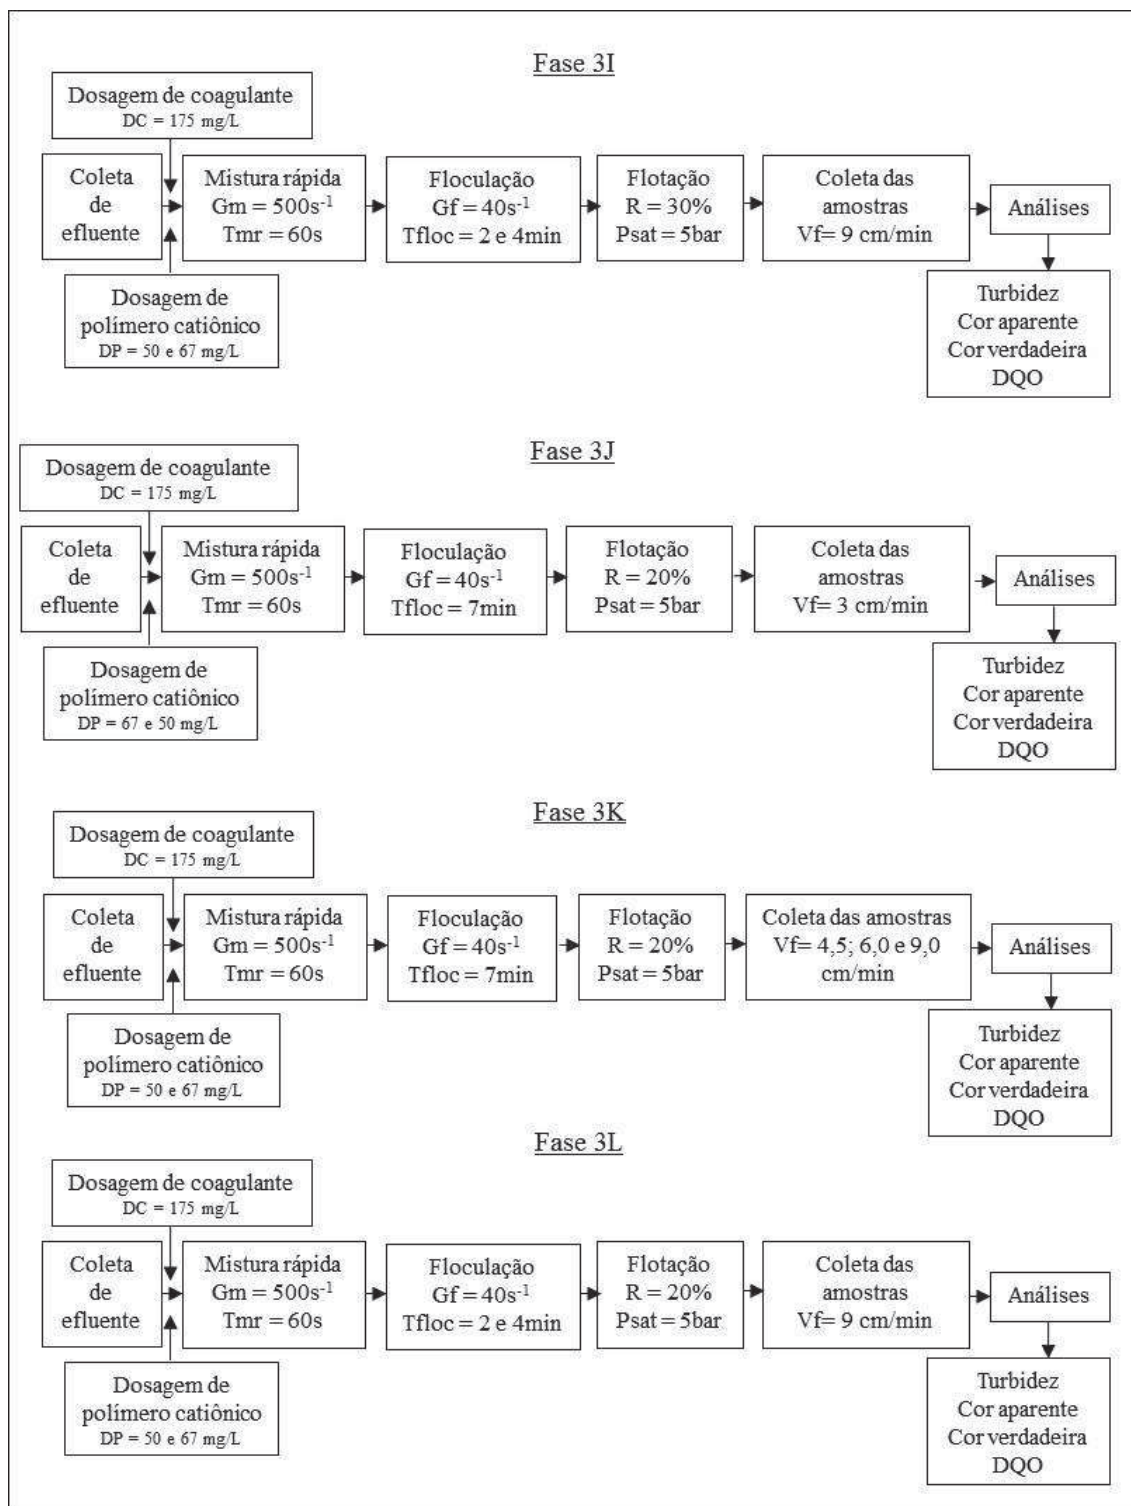 Fase 3I
Dosagem de coagulante
DC = 175 mg/L
Coleta
de
efluente
Mistura rápida
Gm = 500s-1
Tmr = 60s
Floculação
Gf = 40s-1
Tfloc = 2 e 4min
Flotação
R = 30%
Psat = 5bar
Coleta das
amostras
Vf= 9 cm/min
Análises
Dosagem de
polímero catiônico
DP = 50 e 67 mg/L
Turbidez
Cor aparente
Cor verdadeira
DQO
Fase 3J
Dosagem de coagulante
DC = 175 mg/L
Coleta
de
efluente
Mistura rápida
Gm = 500s-1
Tmr = 60s
Floculação
Gf = 40s-1
Tfloc = 7min
Flotação
R = 20%
Psat = 5bar
Coleta das
amostras
Vf= 3 cm/min
Análises
Dosagem de
polímero catiônico
DP = 67 e 50 mg/L
Turbidez
Cor aparente
Cor verdadeira
DQO
Fase 3K
Dosagem de coagulante
DC = 175 mg/L
Coleta
de
efluente
Mistura rápida
Gm = 500s-1
Tmr = 60s
Floculação
Gf = 40s-1
Tfloc = 7min
Flotação
R = 20%
Psat = 5bar
Coleta das amostras
Vf = 4,5; 6,0 e 9,0
cm/min
Análises
Dosagem de
polímero catiônico
DP = 50 e 67 mg/L
Turbidez
Cor aparente
Cor verdadeira
DQO
Fase 3L
Dosagem de coagulante
DC = 175 mg/L
Coleta
de
efluente
Mistura rápida
Gm = 500s-1
Tmr = 60s
Floculação
Gf = 40s-1
Tfloc = 2 e 4min
Flotação
R = 20%
Psat = 5bar
Coleta das
amostras
Vf= 9 cm/min
Análises
Dosagem de
polímero catiônico
DP = 50 e 67 mg/L
Turbidez
Cor aparente
Cor verdadeira
DQO